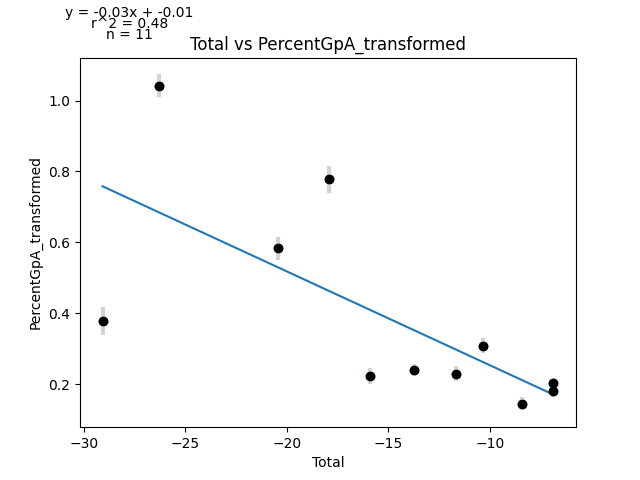 y = -0.03x + -0.01
r^2 = 0.48
n = 11
Total vs PercentGpA_transformed
PercentGpA_transformed
1.0
0.8
0.6
0.4
0.2
−30 −25 −20 −15 −10
Total